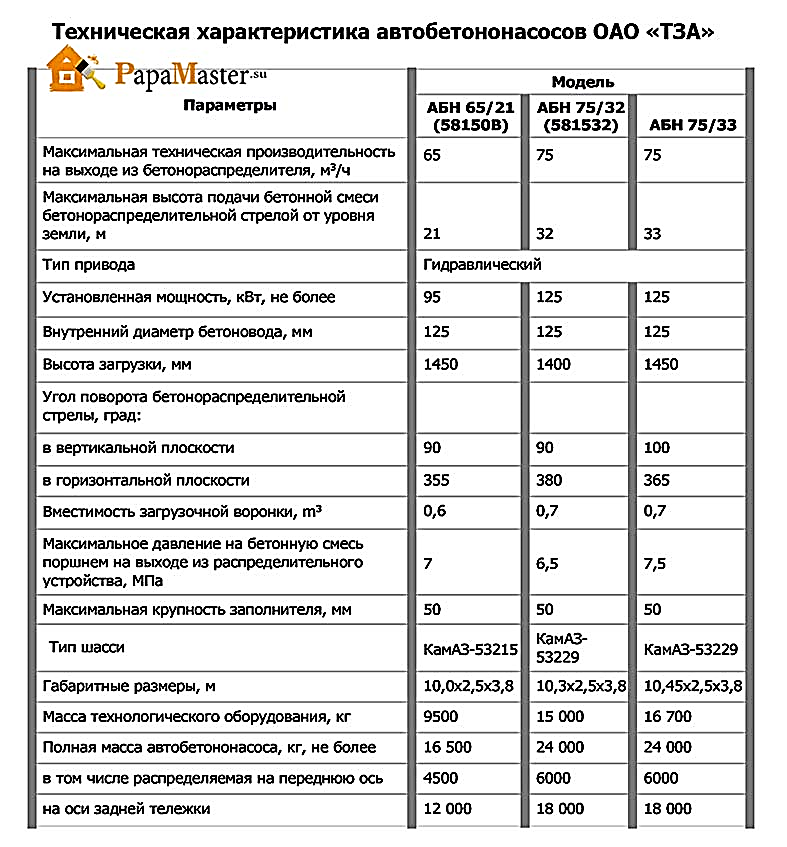 Техническая характеристика автобетононасосов ОАО «ТЗА»
PapaMaster.su
Параметры
Модель
АБН 65/21 (58150В)
АБН 75/32 (581532)
АБН 75/33
Максимальная техническая производительность
на выходе из бетонораспределителя, м³/ч
65 75 75
Максимальная высота подачи бетонной смеси
бетонораспределительной стрелой от уровня
земли, м
21 32 33
Тип привода Гидравлический
Установленная мощность, кВт, не более 95 125 125
Внутренний диаметр бетоновода, мм 125 125 125
Высота загрузки, мм 1450 1400 1450
Угол поворота бетонораспределительной
стрелы, град:
в вертикальной плоскости 90 90 100
в горизонтальной плоскости 355 380 365
Вместимость загрузочной воронки, m³ 0,6 0,7 0,7
Максимальное давление на бетонную смесь
поршнем на выходе из распределительного
устройства, МПа
7 6,5 7,5
Максимальная крупность заполнителя, мм 50 50 50
Тип шасси КамАЗ-53215 КамАЗ-53229 КамАЗ-53229
Габаритные размеры, м 10,0х2,5х3,8 10,3х2,5х3,8 10,45х2,5х3,8
Масса технологического оборудования, кг 9500 15 000 16 700
Полная масса автобетононасоса, кг, не более 16 500 24 000 24 000
в том числе распределяемая на переднюю ось 4500 6000 6000
на оси задней тележки 12 000 18 000 18 000